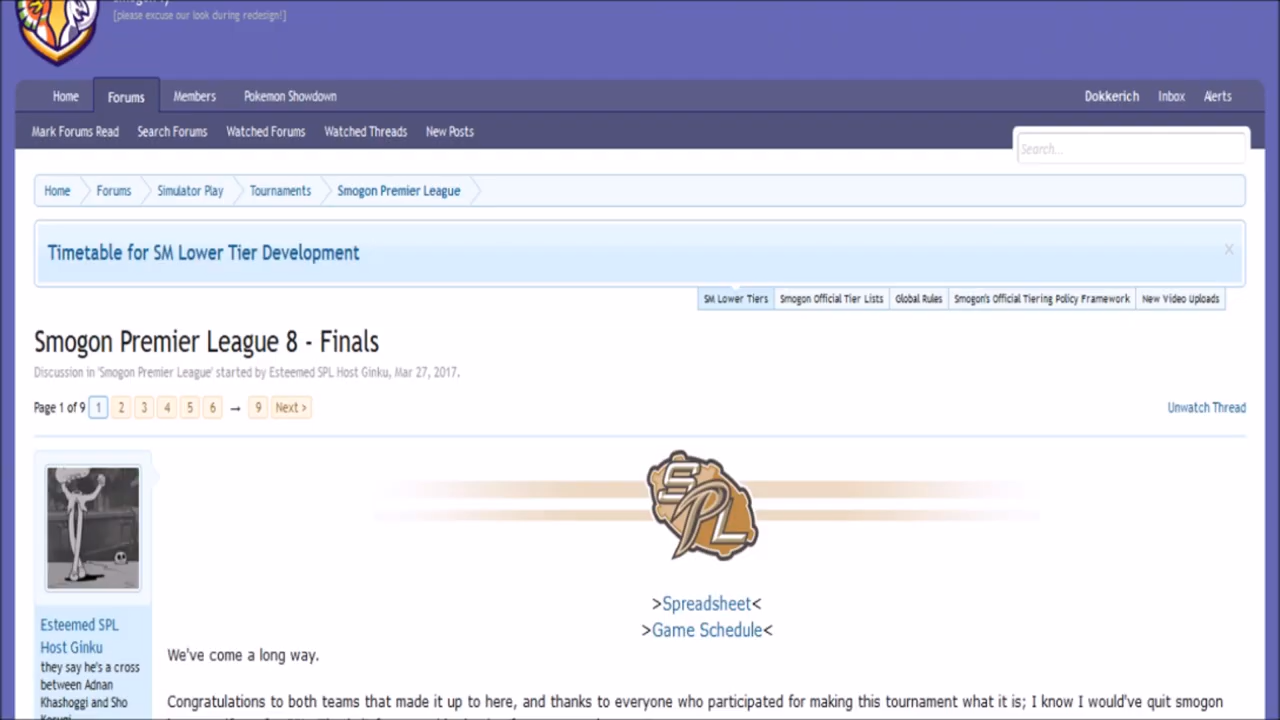 [please excuse our look during redesign!]
Home Forums Members Pokemon Showdown Dokkerich Inbox Alerts
Mark Forums Read Search Forums Watched Forums Watched Threads New Posts
Search...
Home Forums Simulator Play Tournaments Smogon Premier League
Timetable for SM Lower Tier Development X
SM Lower Tiers Smogon Official Tier Lists Global Rules Smogon's Official Tiering Policy Framework New Video Uploads
Smogon Premier League 8 - Finals
Discussion in 'Smogon Premier League' started by Esteemed SPL Host Ginku, Mar 27, 2017.
Page 1 of 9 1 2 3 4 5 6 → 9 Next > Unwatch Thread
SPL
>Spreadsheet<
>Game Schedule<
Esteemed SPL
Host Ginku
they say he's a cross
between Adnan
Khashoggi and Sho
We've come a long way.
Congratulations to both teams that made it up to here, and thanks to everyone who participated for making this tournament what it is; I know I would've quit smogon